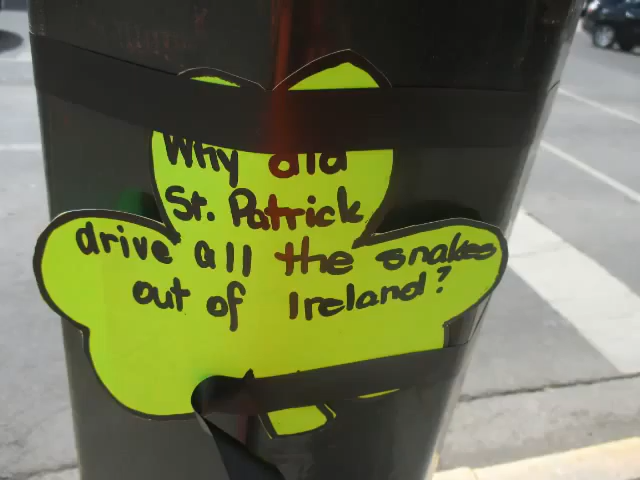 Why did
St. Patrick
drive all the snakes
out of Ireland?